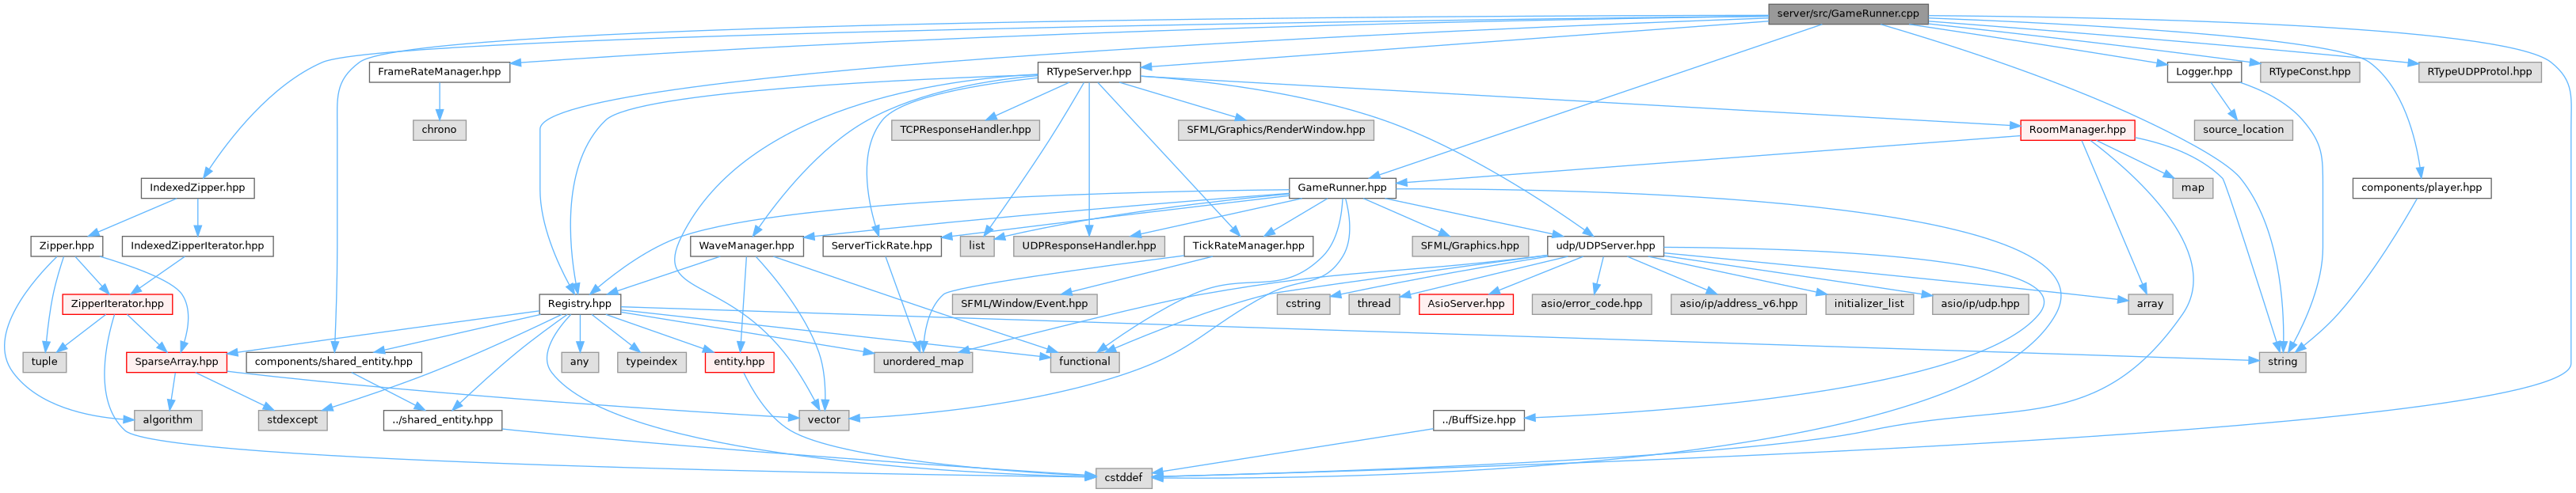 server/src/GameRunner.cpp
FrameRateManager.hpp
RTypeServer.hpp
Logger.hpp
RTypeConst.hpp
RTypeUDPProtol.hpp
chrono
TCPResponseHandler.hpp
SFML/Graphics/RenderWindow.hpp
RoomManager.hpp
source_location
IndexedZipper.hpp
GameRunner.hpp
map
components/player.hpp
Zipper.hpp
IndexedZipperIterator.hpp
WaveManager.hpp
ServerTickRate.hpp
list
UDPResponseHandler.hpp
TickRateManager.hpp
SFML/Graphics.hpp
udp/UDPServer.hpp
ZipperIterator.hpp
Registry.hpp
SFML/Window/Event.hpp
cstring
thread
AsioServer.hpp
asio/error_code.hpp
asio/ip/address_v6.hpp
initializer_list
asio/ip/udp.hpp
array
tuple
SparseArray.hpp
components/shared_entity.hpp
any
typeindex
entity.hpp
unordered_map
functional
string
algorithm
stdexcept
../shared_entity.hpp
vector
../BuffSize.hpp
cstddef